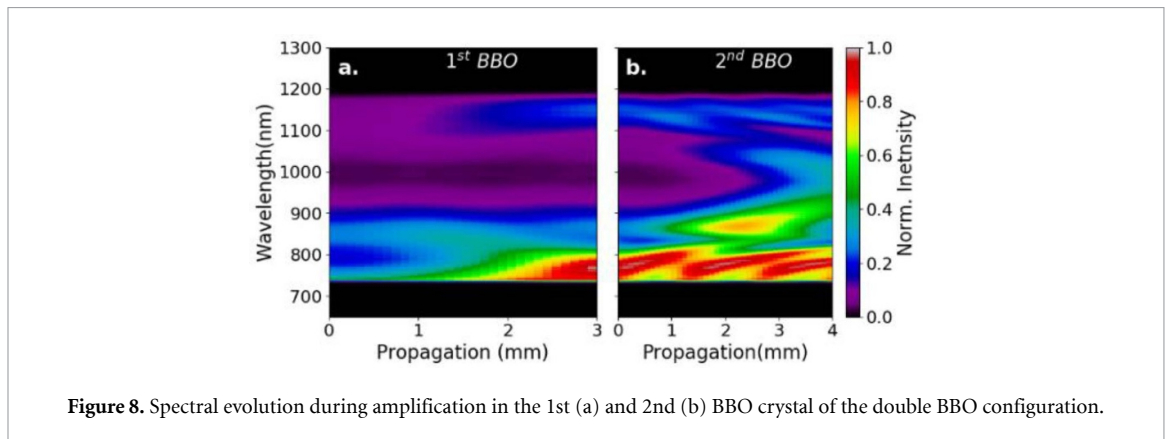 a.
1st BBO
b.
2nd BBO
Wavelength(nm)
1300
1200
1100
1000
900
800
700
0
1
2
3
Propagation (mm)
0
1
2
3
4
Propagation(mm)
1.0
0.8
0.6
0.4
0.2
0.0
Norm. Inetnsity
Figure 8. Spectral evolution during amplification in the 1st (a) and 2nd (b) BBO crystal of the double BBO configuration.